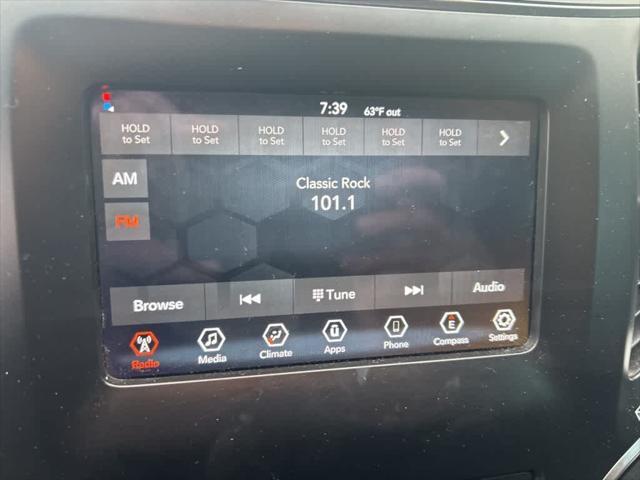 7:39 63°F out
HOLD to Set HOLD to Set HOLD to Set HOLD to Set HOLD to Set HOLD to Set
AM
Classic Rock
FM
101.1
Browse Tune Audio
Radio Media Climate Apps Phone E Compass Settings